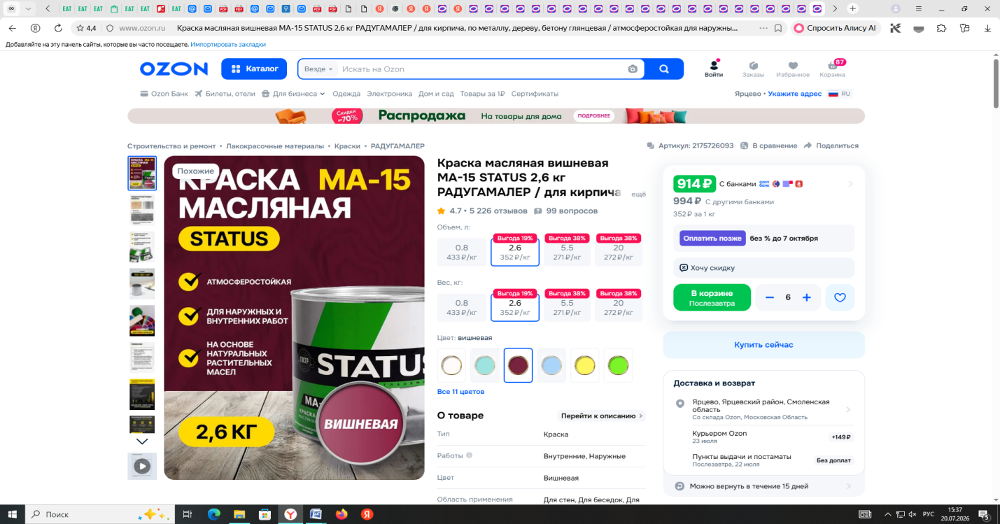 EAT EAT EAT EAT EAT EAT
4,4 www.ozon.ru Краска масляная вишневая МА-15 STATUS 2,6 кг РАДУГАМАЛЕР / для кирпича, по металлу, дереву, бетону глянцевая / атмосферостойкая для наружны... Спросить Алису AI
Добавляйте на эту панель сайты, которые вы часто посещаете. Импортировать закладки
OZON Каталог Везде Искать на Ozon Войти Заказы Избранное Корзина 87
Ozon Банк Билеты, отели Для бизнеса Одежда Электроника Дом и сад Товары за 1₽ Сертификаты Ярцево • Укажите адрес RU
Скидки до 70% Распродажа На товары для дома ПОДРОБНЕЕ
Строительство и ремонт • Лакокрасочные материалы • Краски • РАДУГАМАЛЕР
Артикул: 2175726093 В сравнение Поделиться
Похожие
КРАСКА МА-15
МАСЛЯНАЯ
STATUS
АТМОСФЕРОСТОЙКАЯ
ДЛЯ НАРУЖНЫХ И
ВНУТРЕННИХ РАБОТ
НА ОСНОВЕ
НАТУРАЛЬНЫХ
РАСТИТЕЛЬНЫХ
МАСЕЛ
STATUS
ВИШНЕВАЯ
2,6 КГ
Краска масляная вишневая
МА-15 STATUS 2,6 кг
РАДУГАМАЛЕР / для кирпича ещё
4.7 • 5 226 отзывов 99 вопросов
Объем, л:
Выгода 19% Выгода 38% Выгода 38%
0.8 2.6 5.5 20
433 ₽/кг 352 ₽/кг 271 ₽/кг 272 ₽/кг
Вес, кг:
Выгода 19% Выгода 38% Выгода 38%
0.8 2.6 5.5 20
433 ₽/кг 352 ₽/кг 271 ₽/кг 272 ₽/кг
Цвет: вишневая
Все 11 цветов
О товаре Перейти к описанию
Тип Краска
Работы Внутренние, Наружные
Цвет Вишневая
Область применения Для стен, Для беседок, Для
914 ₽ С банками
994 ₽ С другими банками
352 ₽ за 1 кг
Оплатить позже без % до 7 октября
Хочу скидку
В корзине
Послезавтра
6
Купить сейчас
Доставка и возврат
Ярцево, Ярцевский район, Смоленская
область
Со склада Ozon, Московская Область
Курьером Ozon
23 июля
+149 ₽
Пункты выдачи и постаматы
Послезавтра, 22 июля
Без доплат
Можно вернуть в течение 15 дней
Поиск
РУС
15:37
20.07.2026
5